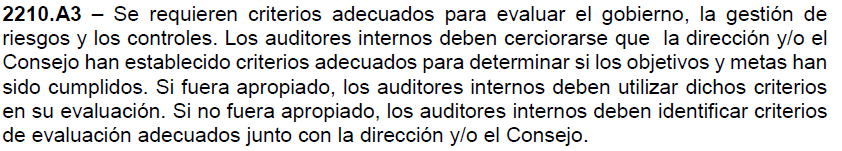 2210.A3 – Se requieren criterios adecuados para evaluar el gobierno, la gestión de
riesgos y los controles. Los auditores internos deben cerciorarse que  la dirección y/o el
Consejo han establecido criterios adecuados para determinar si los objetivos y metas han
sido cumplidos. Si fuera apropiado, los auditores internos deben utilizar dichos criterios
en su evaluación. Si no fuera apropiado, los auditores internos deben identificar criterios
de evaluación adecuados junto con la dirección y/o el Consejo.